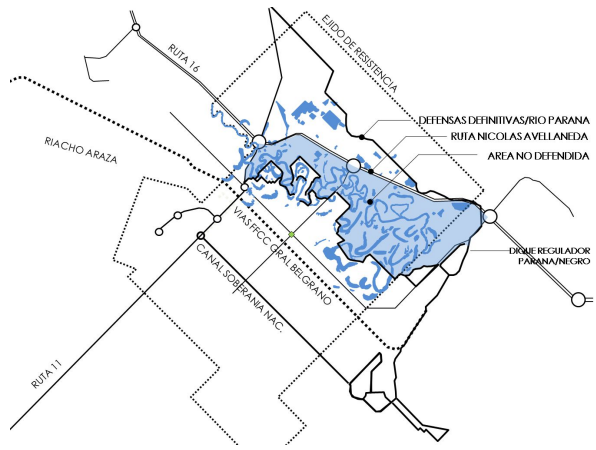 EJIDO DE RESISTENCIA
RUTA 16
DEFENSAS DEFINITIVAS/RIO PARANA
RUTA NICOLAS AVELLANEDA
AREA NO DEFENDIDA
RIACHO ARAZA
VIAS FFCC GRAL BELGRANO
DIQUE REGULADOR
PARANA/NEGRO
CANAL SOBERANIA NAC.
RUTA 11